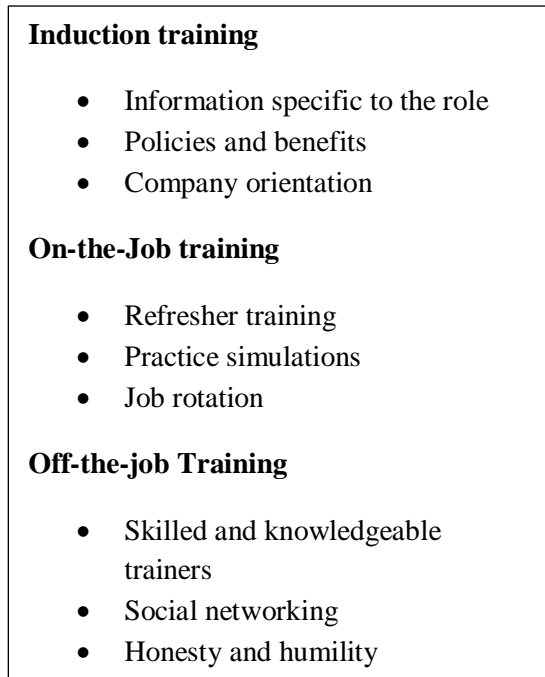 Induction training
• Information specific to the role
• Policies and benefits
• Company orientation
On-the-Job training
• Refresher training
• Practice simulations
• Job rotation
Off-the-job Training
• Skilled and knowledgeable
trainers
• Social networking
• Honesty and humility